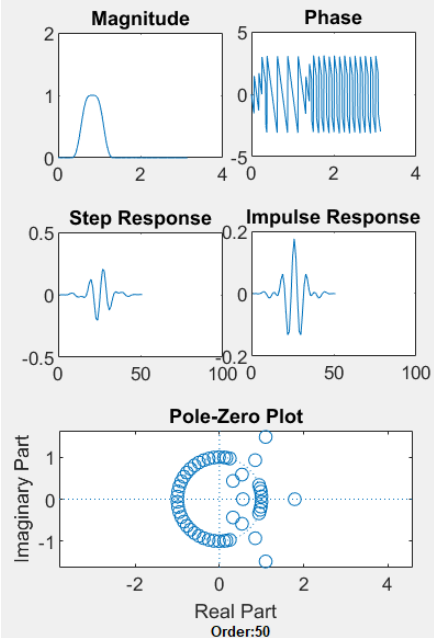 Magnitude
Phase
2
1
0
0 2 4
5
0
-5
0 2 4
Step Response
Impulse Response
0.5
0
-0.5
0 50 100
0.2
0
-0.2
0 50 100
Pole-Zero Plot
Imaginary Part
1
0
-1
-2 0 2 4
Real Part
Order:50